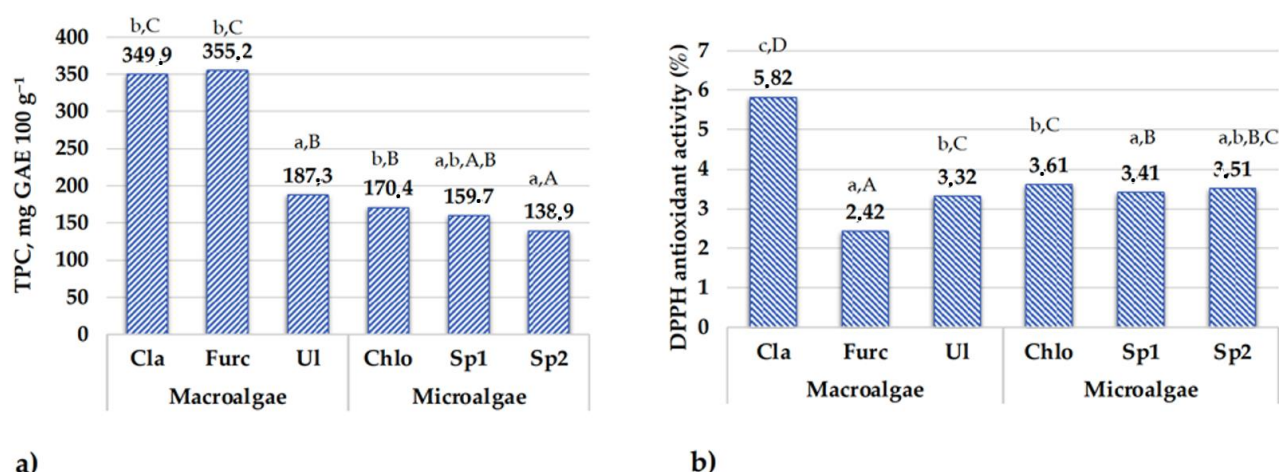 b,C b,C
400
349.9 355.2
350
300
250
a,B
200
187.3
b,B a,b,A,B
170.4 159.7
a,A
138.9
150
100
50
0
TPC, mg GAE 100 g⁻¹
Cla Furc Ul Chlo Sp1 Sp2
Macroalgae Microalgae
a)
7
c,D
5.82
6
5
4
b,C b,C a,B a,b,B,C
3.32 3.61 3.41 3.51
a,A
2.42
3
2
1
0
DPPH antioxidant activity (%)
Cla Furc Ul Chlo Sp1 Sp2
Macroalgae Microalgae
b)